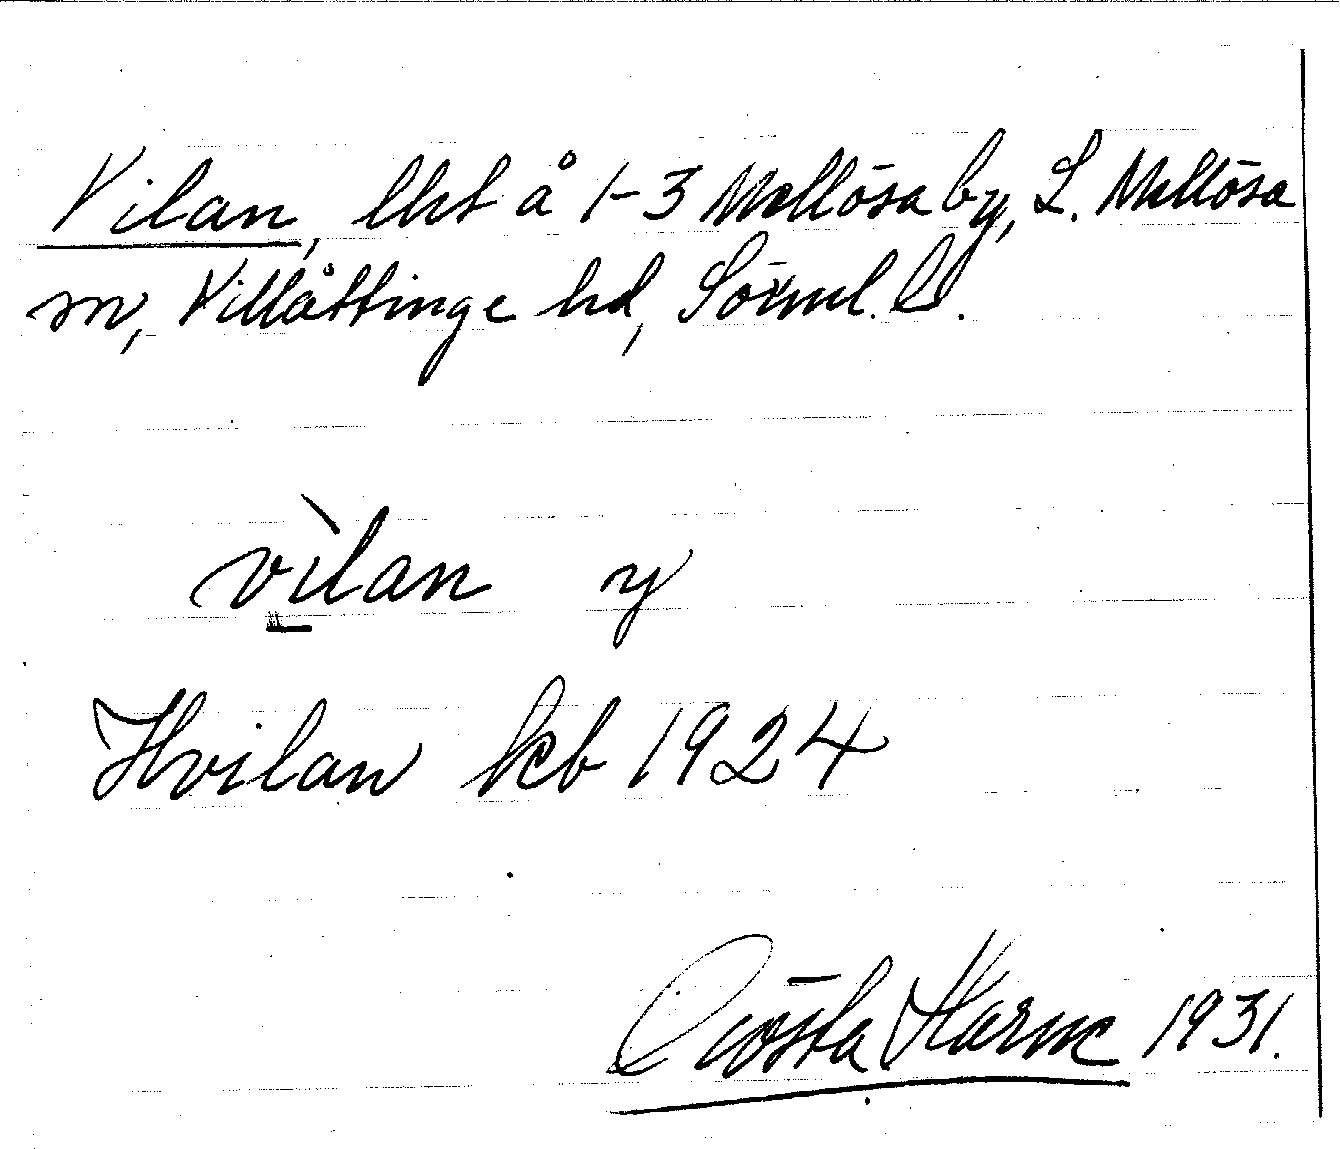 Vilan, lht å 1-3 Mellösa by, L. Mellösa
sn, Villåttinge hd, Sörml. l.
vìlan y
Hvilan kb 1924
Gösta Harne 1931.